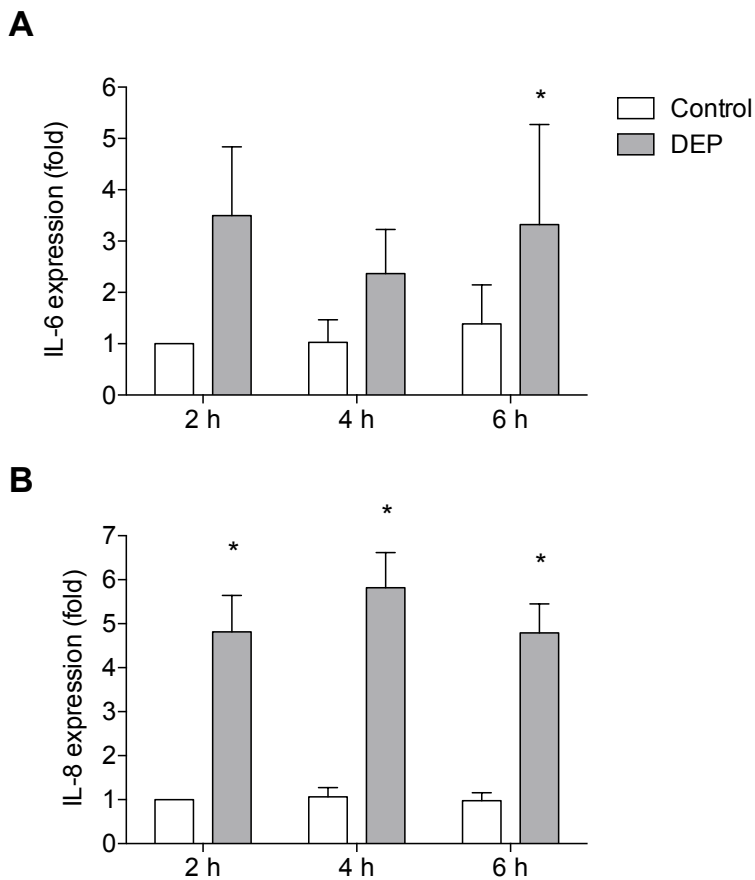 A
IL-6 expression (fold)
6
5
4
3
2
1
0
*
2 h 4 h 6 h
Control
DEP
B
IL-8 expression (fold)
7
6
5
4
3
2
1
0
* * *
2 h 4 h 6 h